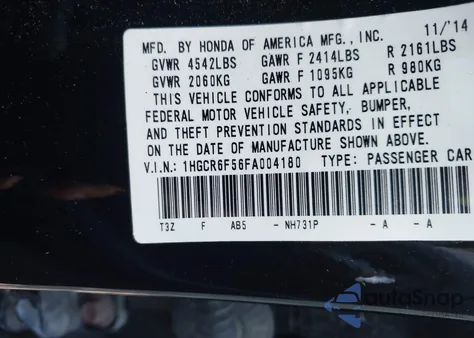 MFD. BY HONDA OF AMERICA MFG., INC. 11/'14
GVWR 4542LBS GAWR F 2414LBS R 2161LBS
GVWR 2060KG GAWR F 1095KG R 980KG
THIS VEHICLE CONFORMS TO ALL APPLICABLE
FEDERAL MOTOR VEHICLE SAFETY, BUMPER,
AND THEFT PREVENTION STANDARDS IN EFFECT
ON THE DATE OF MANUFACTURE SHOWN ABOVE.
V.I.N.: 1HGCR6F56FA004180 TYPE: PASSENGER CAR
T3Z F AB5 - NH731P - A - A
autoSnap